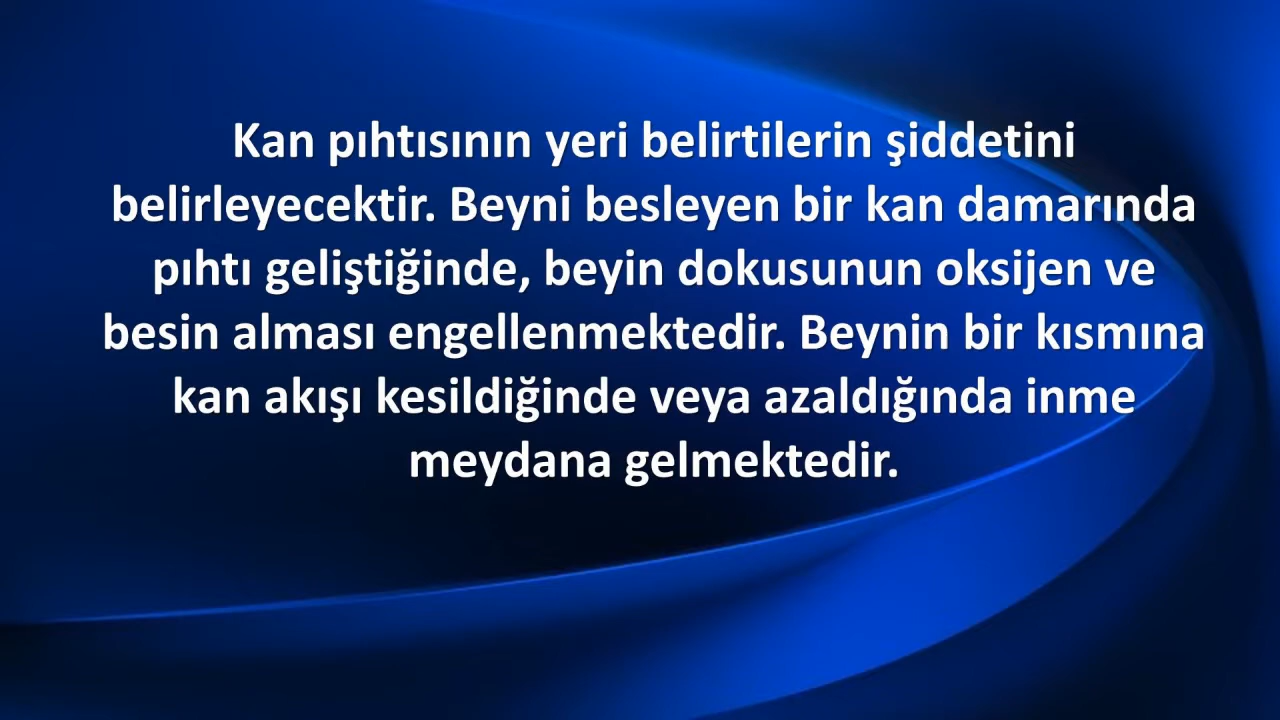 Kan pıhtısının yeri belirtilerin şiddetini
belirleyecektir. Beyni besleyen bir kan damarında
pıhtı geliştiğinde, beyin dokusunun oksijen ve
besin alması engellenmektedir. Beynin bir kısmına
kan akışı kesildiğinde veya azaldığında inme
meydana gelmektedir.